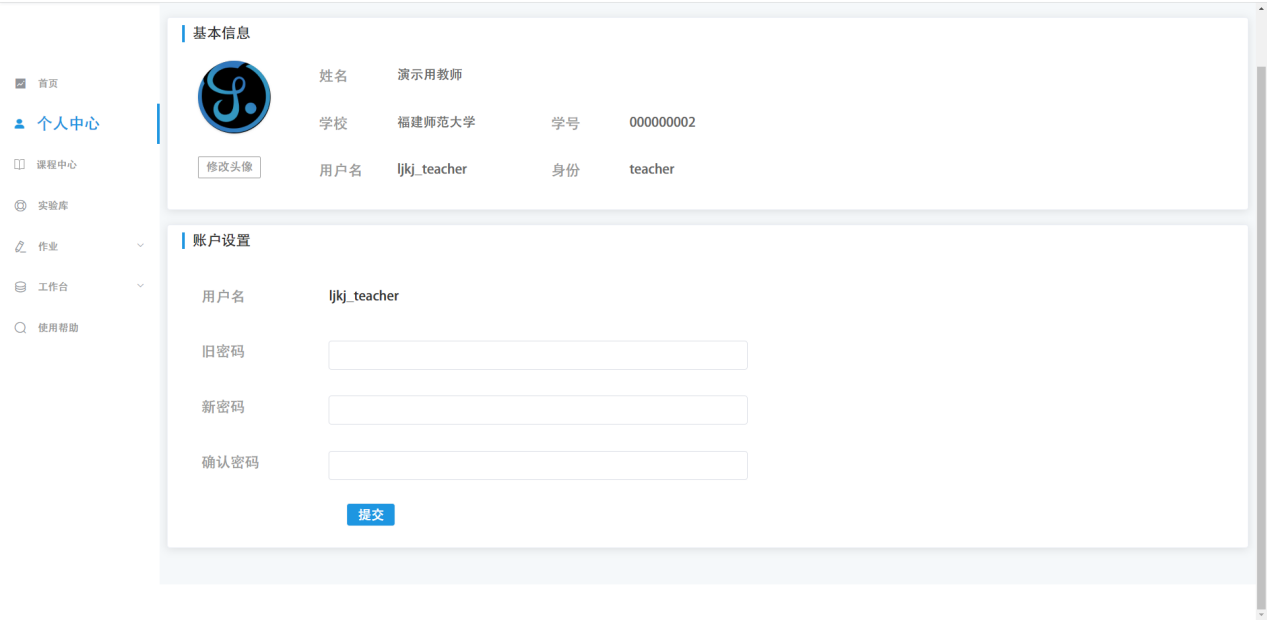 首页
个人中心
课程中心
实验库
作业
工作台
使用帮助
基本信息
姓名 演示用教师
学校 福建师范大学 学号 000000002
修改头像 用户名 ljkj_teacher 身份 teacher
账户设置
用户名 ljkj_teacher
旧密码
新密码
确认密码
提交